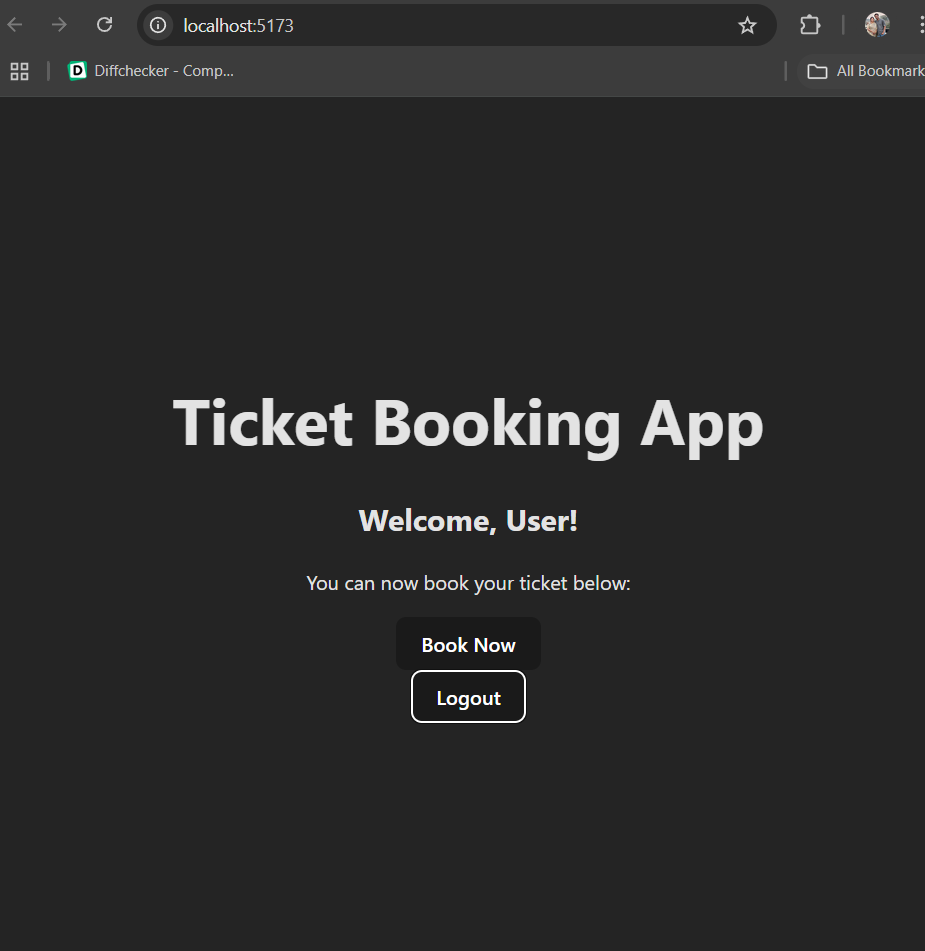 localhost:5173
Diffchecker - Comp...
All Bookmark
Ticket Booking App
Welcome, User!
You can now book your ticket below:
Book Now
Logout